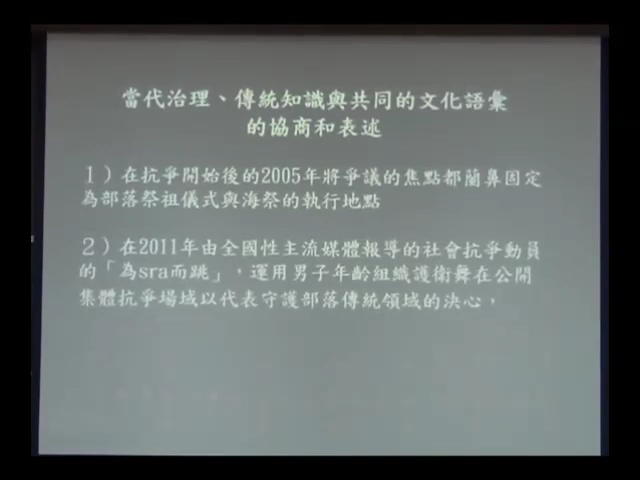 當代治理、傳統知識與共同的文化語彙
的協商和表述
1）在抗爭開始後的2005年將爭議的焦點都蘭鼻固定
為部落祭祖儀式與海祭的執行地點
2）在2011年由全國性主流媒體報導的社會抗爭動員
的「為sra而跳」，運用男子年齡組織護衛舞在公開
集體抗爭場域以代表守護部落傳統領域的決心，